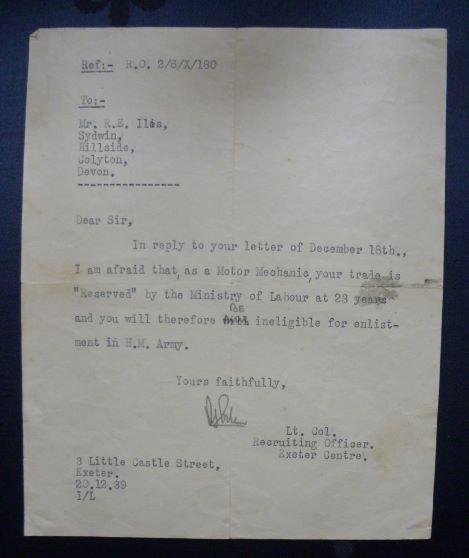 Ref:- R.O. 2/6/X/180
To:-
Mr. R.E. Iles,
Sydwin,
Hillside,
Colyton,
Devon.
----------------
Dear Sir,
In reply to your letter of December 18th.,
I am afraid that, as a Motor Mechanic, your trade is
"Reserved" by the Ministry of Labour at 23 years
and you will therefore BE ineligible for enlist-
ment in H.M. Army.
Yours faithfully,
Lt. Col.
Recruiting Officer.
Exeter Centre.
3 Little Castle Street,
Exeter.
20.12.39
I/L